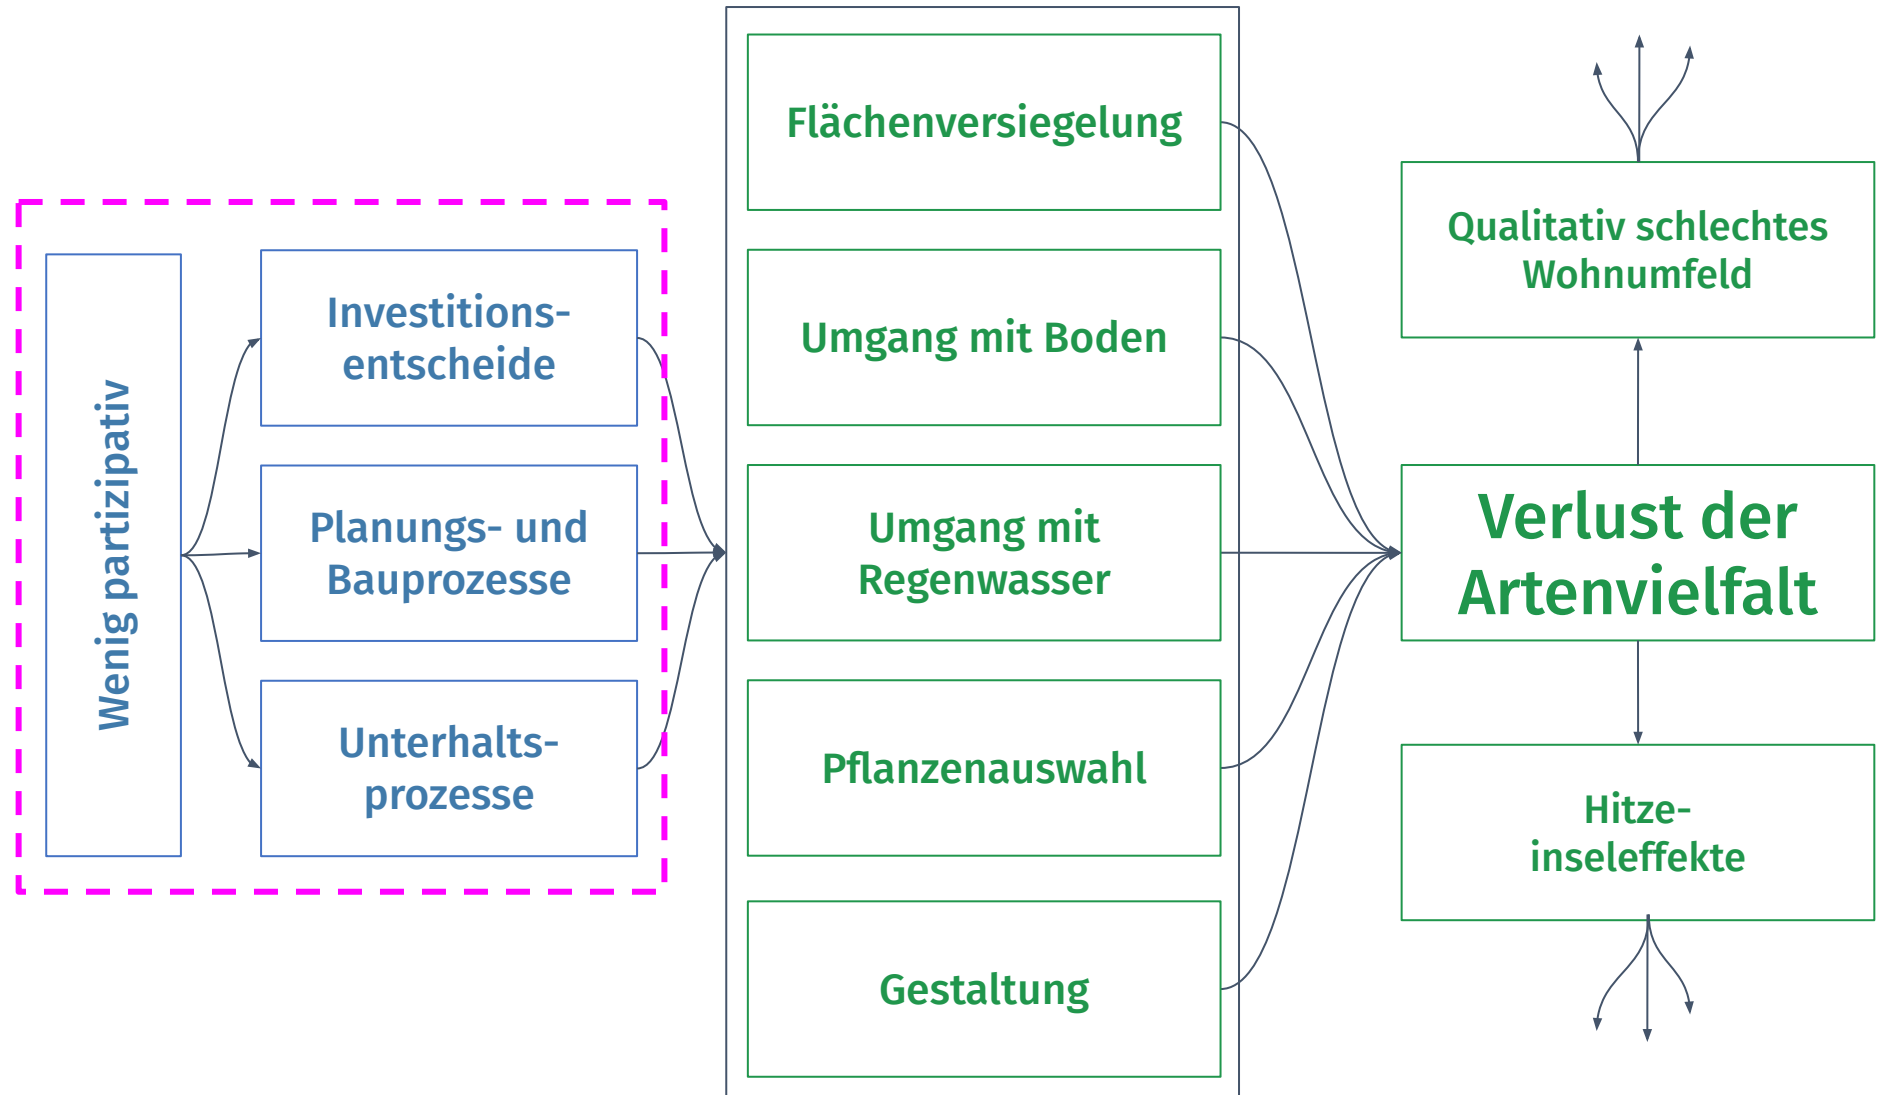 Wenig partizipativ
Investitions-
entscheide
Planungs- und
Bauprozesse
Unterhalts-
prozesse
Flächenversiegelung
Umgang mit Boden
Umgang mit
Regenwasser
Pflanzenauswahl
Gestaltung
Qualitativ schlechtes
Wohnumfeld
Verlust der
Artenvielfalt
Hitze-
inseleffekte